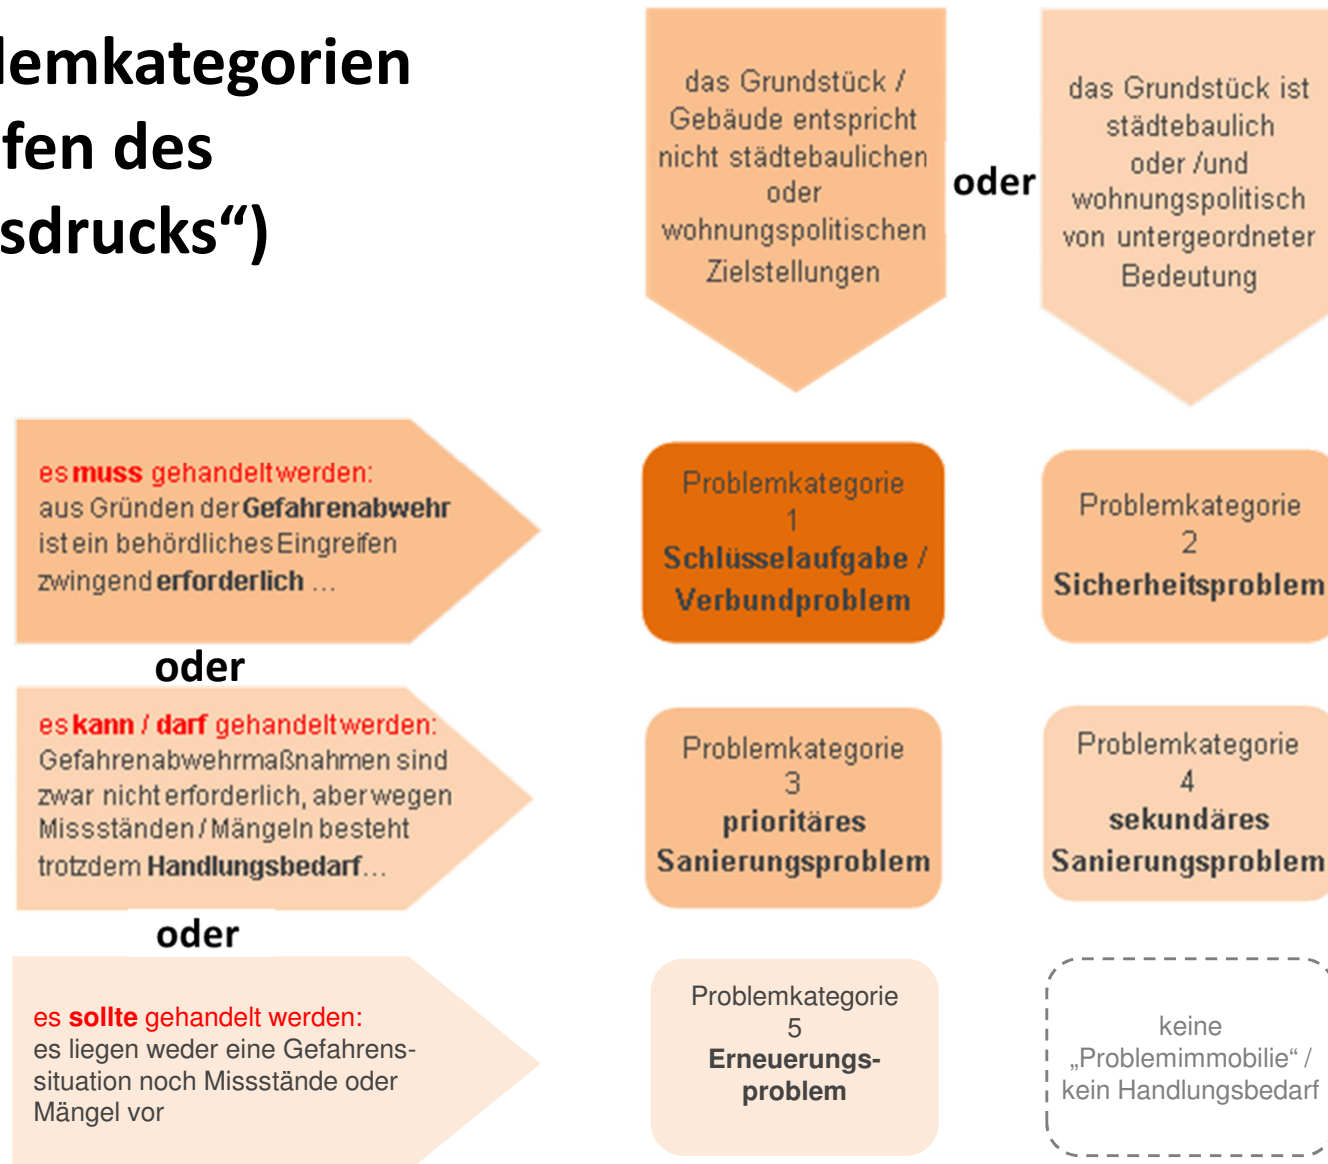 lemkategorien
fen des
sdrucks“)
das Grundstück /
Gebäude entspricht
nicht städtebaulichen
oder
wohnungspolitischen
Zielstellungen
oder
das Grundstück ist
städtebaulich
oder /und
wohnungspolitisch
von untergeordneter
Bedeutung
es muss gehandelt werden:
aus Gründen der Gefahrenabwehr
ist ein behördliches Eingreifen
zwingend erforderlich ...
Problemkategorie
1
Schlüsselaufgabe /
Verbundproblem
Problemkategorie
2
Sicherheitsproblem
oder
es kann / darf gehandelt werden:
Gefahrenabwehrmaßnahmen sind
zwar nicht erforderlich, aber wegen
Missständen / Mängeln besteht
trotzdem Handlungsbedarf...
Problemkategorie
3
prioritäres
Sanierungsproblem
Problemkategorie
4
sekundäres
Sanierungsproblem
oder
es sollte gehandelt werden:
es liegen weder eine Gefahrens-
situation noch Missstände oder
Mängel vor
Problemkategorie
5
Erneuerungs-
problem
keine
„Problemimmobilie“ /
kein Handlungsbedarf